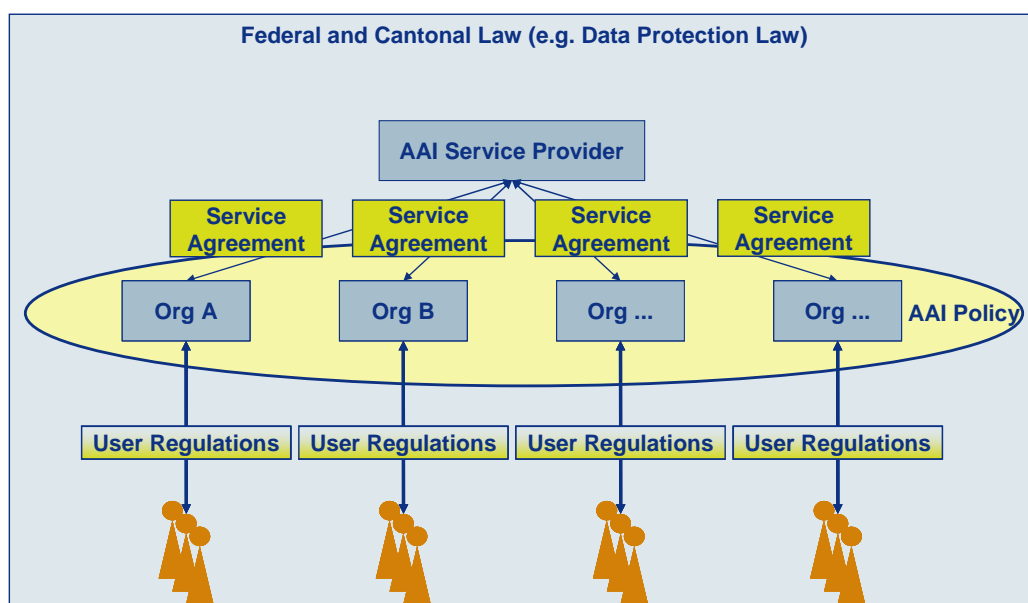 Federal and Cantonal Law (e.g. Data Protection Law)
AAI Service Provider
Service
Agreement
Service
Agreement
Service
Agreement
Service
Agreement
Org A
Org B
Org ...
Org ...
AAI Policy
User Regulations
User Regulations
User Regulations
User Regulations